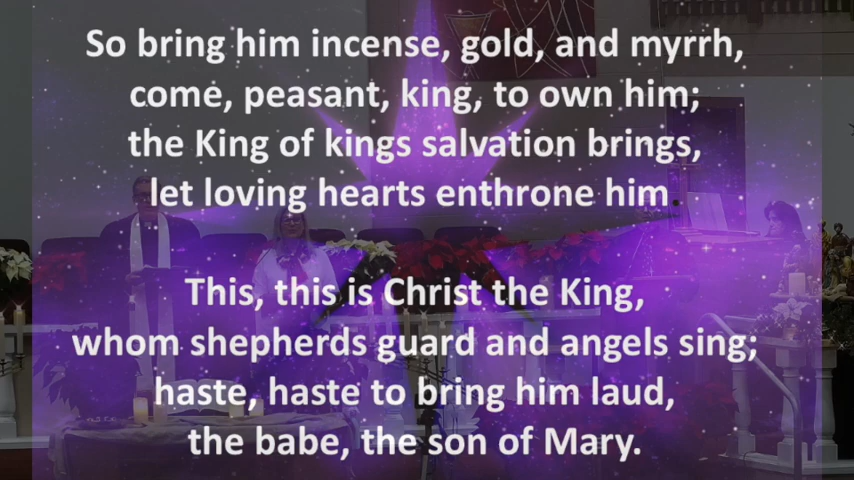 So bring him incense, gold, and myrrh,
come, peasant, king, to own him;
the King of kings salvation brings,
let loving hearts enthrone him.
This, this is Christ the King,
whom shepherds guard and angels sing;
haste, haste to bring him laud,
the babe, the son of Mary.